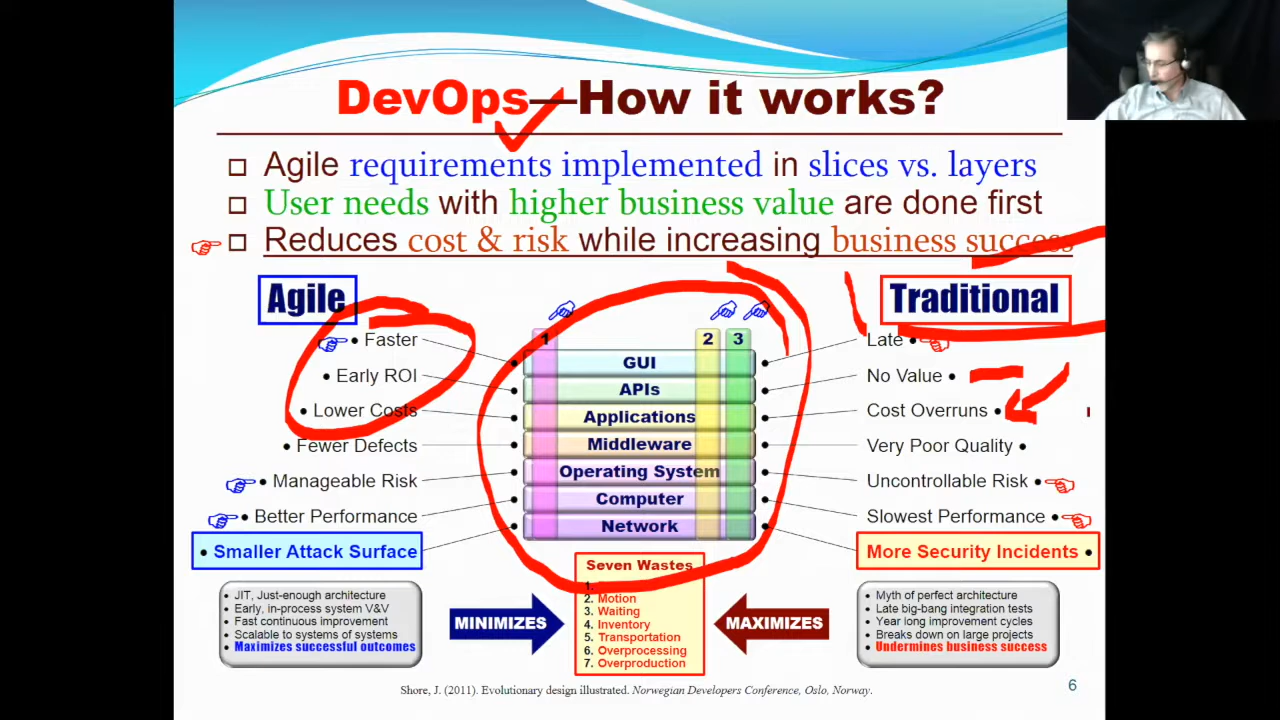 DevOps—How it works?
Agile requirements implemented in slices vs. layers
User needs with higher business value are done first
Reduces cost & risk while increasing business success
Agile
• Faster
• Early ROI
• Lower Costs
• Fewer Defects
• Manageable Risk
• Better Performance
• Smaller Attack Surface
1
2
3
GUI
APIs
Applications
Middleware
Operating System
Computer
Network
Traditional
Late •
No Value •
Cost Overruns •
Very Poor Quality •
Uncontrollable Risk •
Slowest Performance •
More Security Incidents •
• JIT, Just-enough architecture
• Early, in-process system V&V
• Fast continuous improvement
• Scalable to systems of systems
• Maximizes successful outcomes
MINIMIZES
Seven Wastes
1.
2. Motion
3. Waiting
4. Inventory
5. Transportation
6. Overprocessing
7. Overproduction
MAXIMIZES
• Myth of perfect architecture
• Late big-bang integration tests
• Year long improvement cycles
• Breaks down on large projects
• Undermines business success
Shore, J. (2011). Evolutionary design illustrated. Norwegian Developers Conference, Oslo, Norway.
6